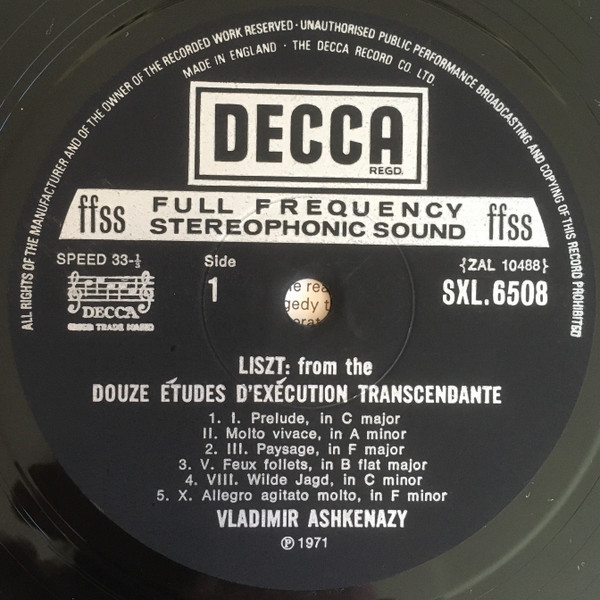 ALL RIGHTS OF THE MANUFACTURER AND OF THE OWNER OF THE RECORDED WORK RESERVED · UNAUTHORISED PUBLIC PERFORMANCE BROADCASTING AND COPYING OF THIS RECORD PROHIBITED
MADE IN ENGLAND · THE DECCA RECORD CO. LTD.
DECCA
REGD.
ffss FULL FREQUENCY ffss
STEREOPHONIC SOUND
SPEED 33-⅓ Side {ZAL 10488}
1 SXL.6508
DECCA
TRADE MARK
LISZT: from the
DOUZE ÉTUDES D'EXÉCUTION TRANSCENDANTE
1. I. Prelude, in C major
II. Molto vivace, in A minor
2. III. Paysage, in F major
3. V. Feux follets, in B flat major
4. VIII. Wilde Jagd, in C minor
5. X. Allegro agitato molto, in F minor
VLADIMIR ASHKENAZY
Ⓟ 1971